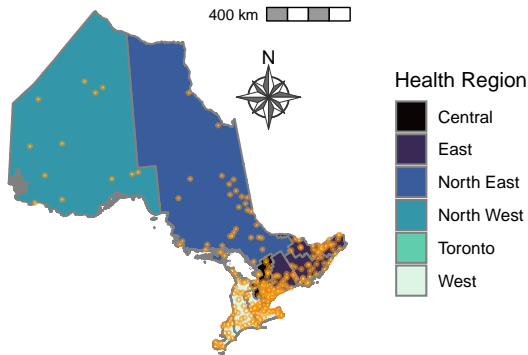 400 km
N
Health Region
Central
East
North East
North West
Toronto
West